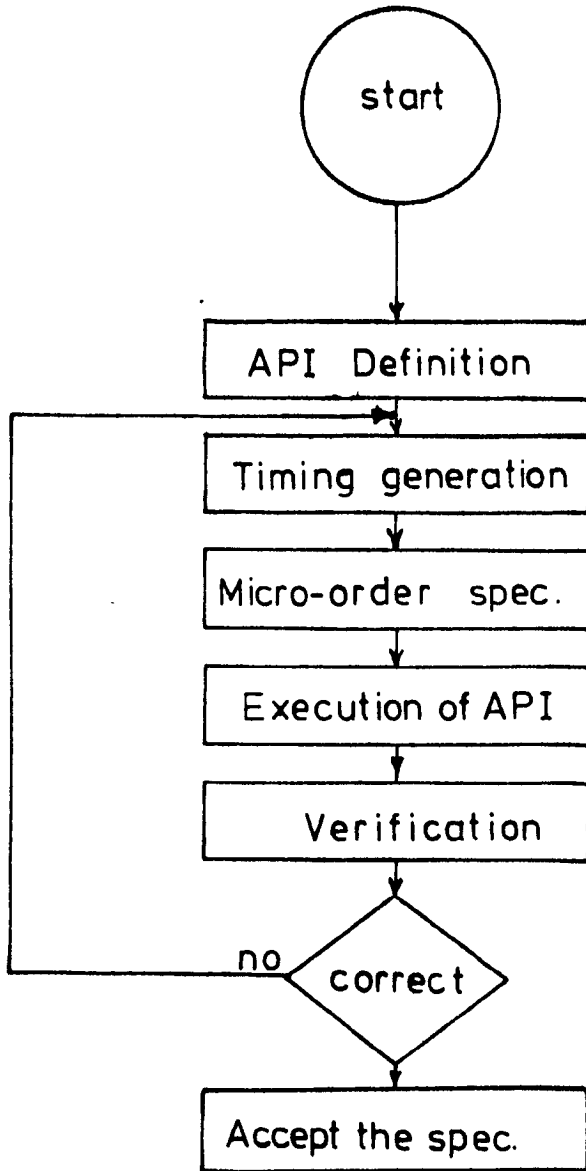 start
API Definition
Timing generation
Micro-order spec.
Execution of API
Verification
no
correct
Accept the spec.